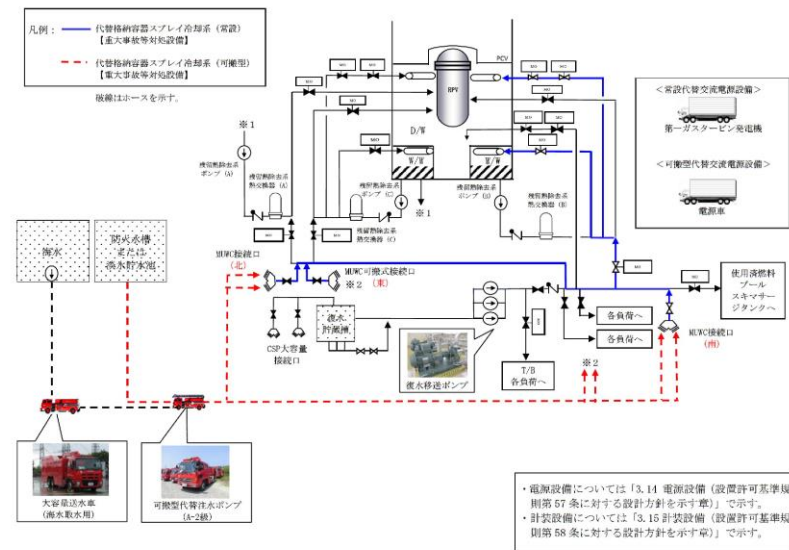 凡例：
代替格納容器スプレイ冷却系（常設）
【重大事故等対処設備】
代替格納容器スプレイ冷却系（可搬型）
【重大事故等対処設備】
破線はホースを示す。
PCV
RPV
D/W
W/W
※1
残留熱除去系
ポンプ（A）
残留熱除去系
熱交換器（A）
残留熱除去系
ポンプ（C）
残留熱除去系
熱交換器（C）
※1
残留熱除去系
ポンプ（B）
残留熱除去系
熱交換器（B）
＜常設代替交流電源設備＞
第一ガスタービン発電機
＜可搬型代替交流電源設備＞
電源車
海水
防火水槽
または
淡水貯水池
MUWC接続口
（北）
MUWC可搬式接続口
（東）
※2
復水
貯蔵槽
CSP大容量
接続口
復水移送ポンプ
T/B
各負荷へ
各負荷へ
各負荷へ
※2
MUWC接続口
（南）
使用済燃料
プール
スキマサー
ジタンクへ
大容量送水車
（海水取水用）
可搬型代替注水ポンプ
（A-2級）
・電源設備については「3.14 電源設備（設置許可基準規
則第57条に対する設計方針を示す章）」で示す。
・計装設備については「3.15 計装設備（設置許可基準規
則第58条に対する設計方針を示す章）」で示す。